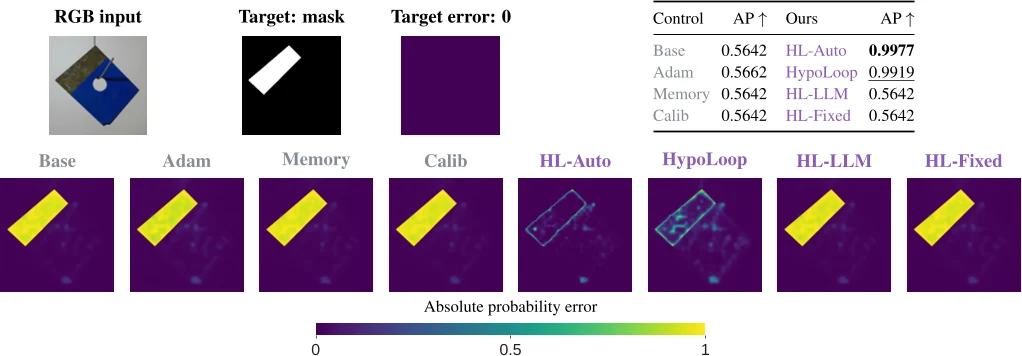 RGB input Target: mask Target error: 0
Control AP ↑ Ours AP ↑
Base 0.5642 HL-Auto 0.9977
Adam 0.5662 HypoLoop 0.9919
Memory 0.5642 HL-LLM 0.5642
Calib 0.5642 HL-Fixed 0.5642
Base Adam Memory Calib HL-Auto HypoLoop HL-LLM HL-Fixed
Absolute probability error
0 0.5 1